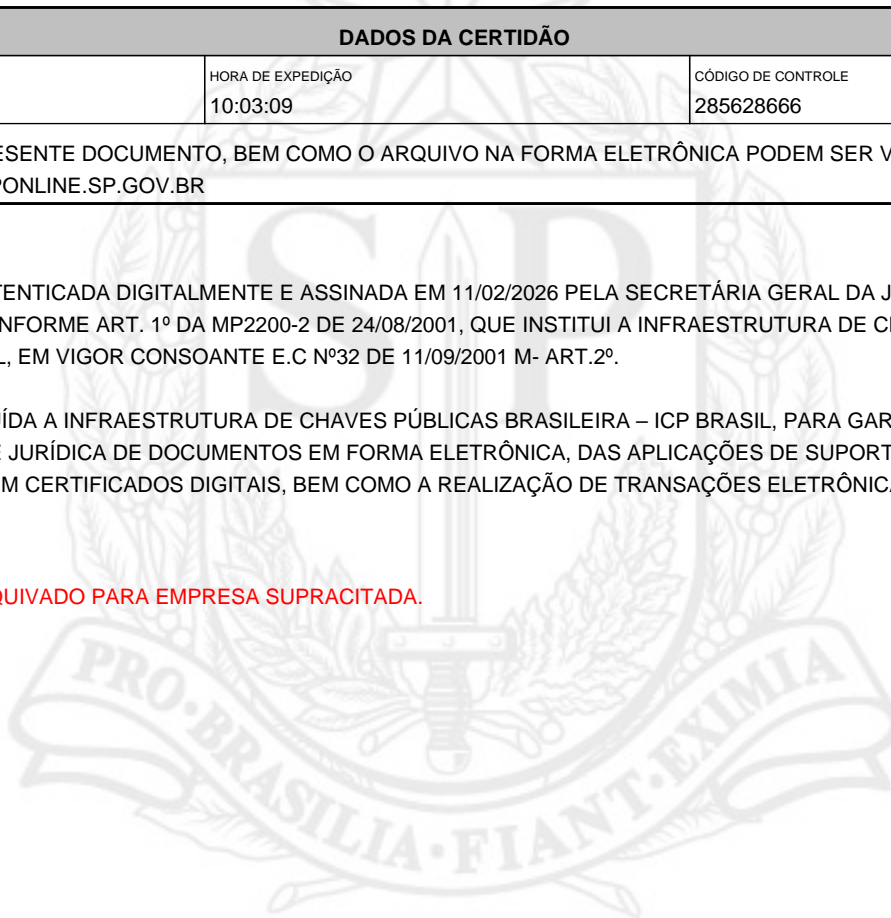 DADOS DA CERTIDÃO
HORA DE EXPEDIÇÃO
CÓDIGO DE CONTROLE
10:03:09
285628666
ESENTE DOCUMENTO, BEM COMO O ARQUIVO NA FORMA ELETRÔNICA PODEM SER V
PONLINE.SP.GOV.BR
TENTICADA DIGITALMENTE E ASSINADA EM 11/02/2026 PELA SECRETÁRIA GERAL DA J
NFORME ART. 1º DA MP2200-2 DE 24/08/2001, QUE INSTITUI A INFRAESTRUTURA DE C
L, EM VIGOR CONSOANTE E.C Nº32 DE 11/09/2001 M- ART.2º.
UÍDA A INFRAESTRUTURA DE CHAVES PÚBLICAS BRASILEIRA – ICP BRASIL, PARA GAR
E JURÍDICA DE DOCUMENTOS EM FORMA ELETRÔNICA, DAS APLICAÇÕES DE SUPORT
M CERTIFICADOS DIGITAIS, BEM COMO A REALIZAÇÃO DE TRANSAÇÕES ELETRÔNICA
QUIVADO PARA EMPRESA SUPRACITADA.
SP
PRO·BRASILIA·FIANT·EXIMIA